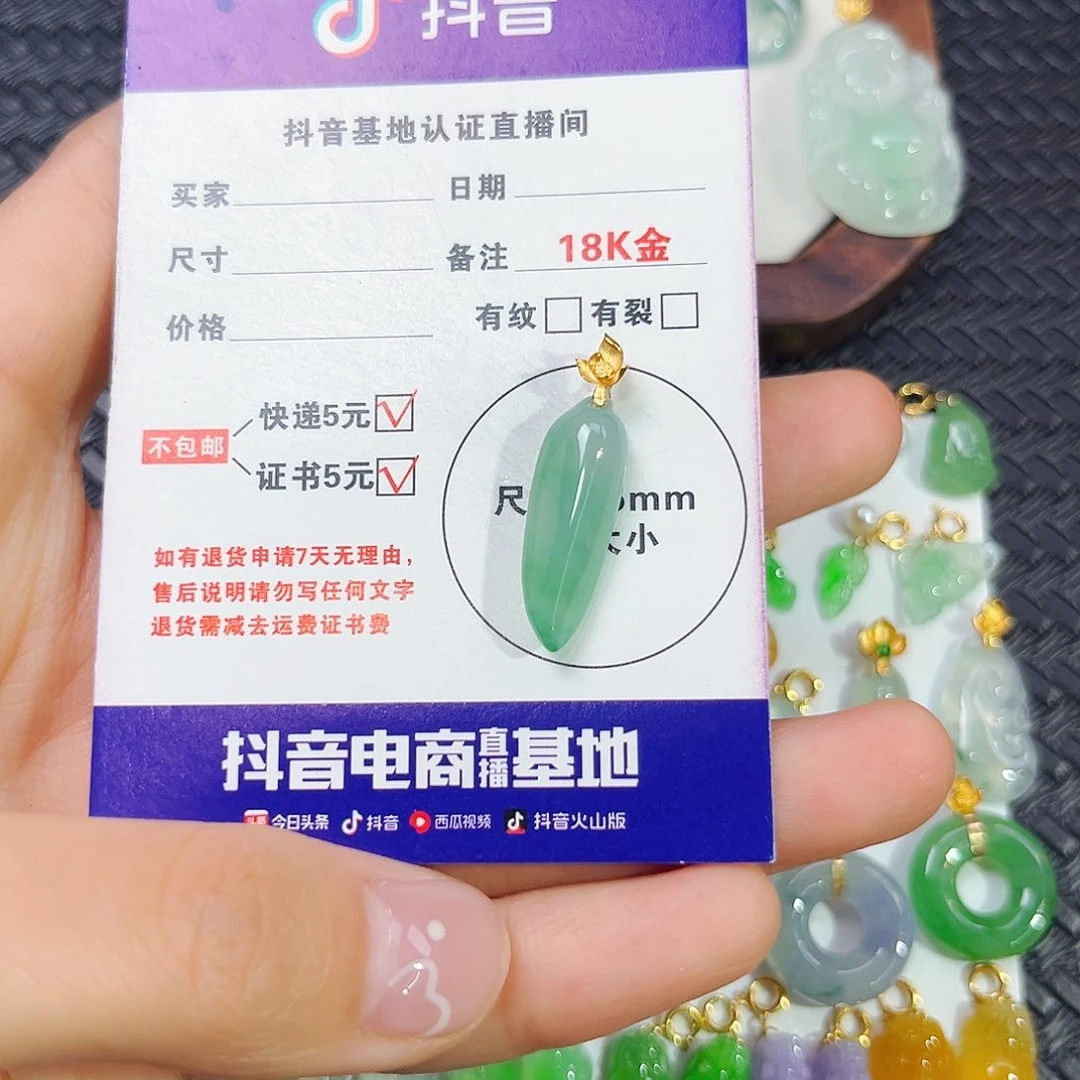 抖音
抖音基地认证直播间
买家 日期
尺寸 备注 18K金
价格 有纹 有裂
快递5元
不包邮
证书5元
尺 mm
小
如有退货申请7天无理由，
售后说明请勿写任何文字
退货需减去运费证书费
抖音电商直播基地
今日头条 抖音 西瓜视频 抖音火山版